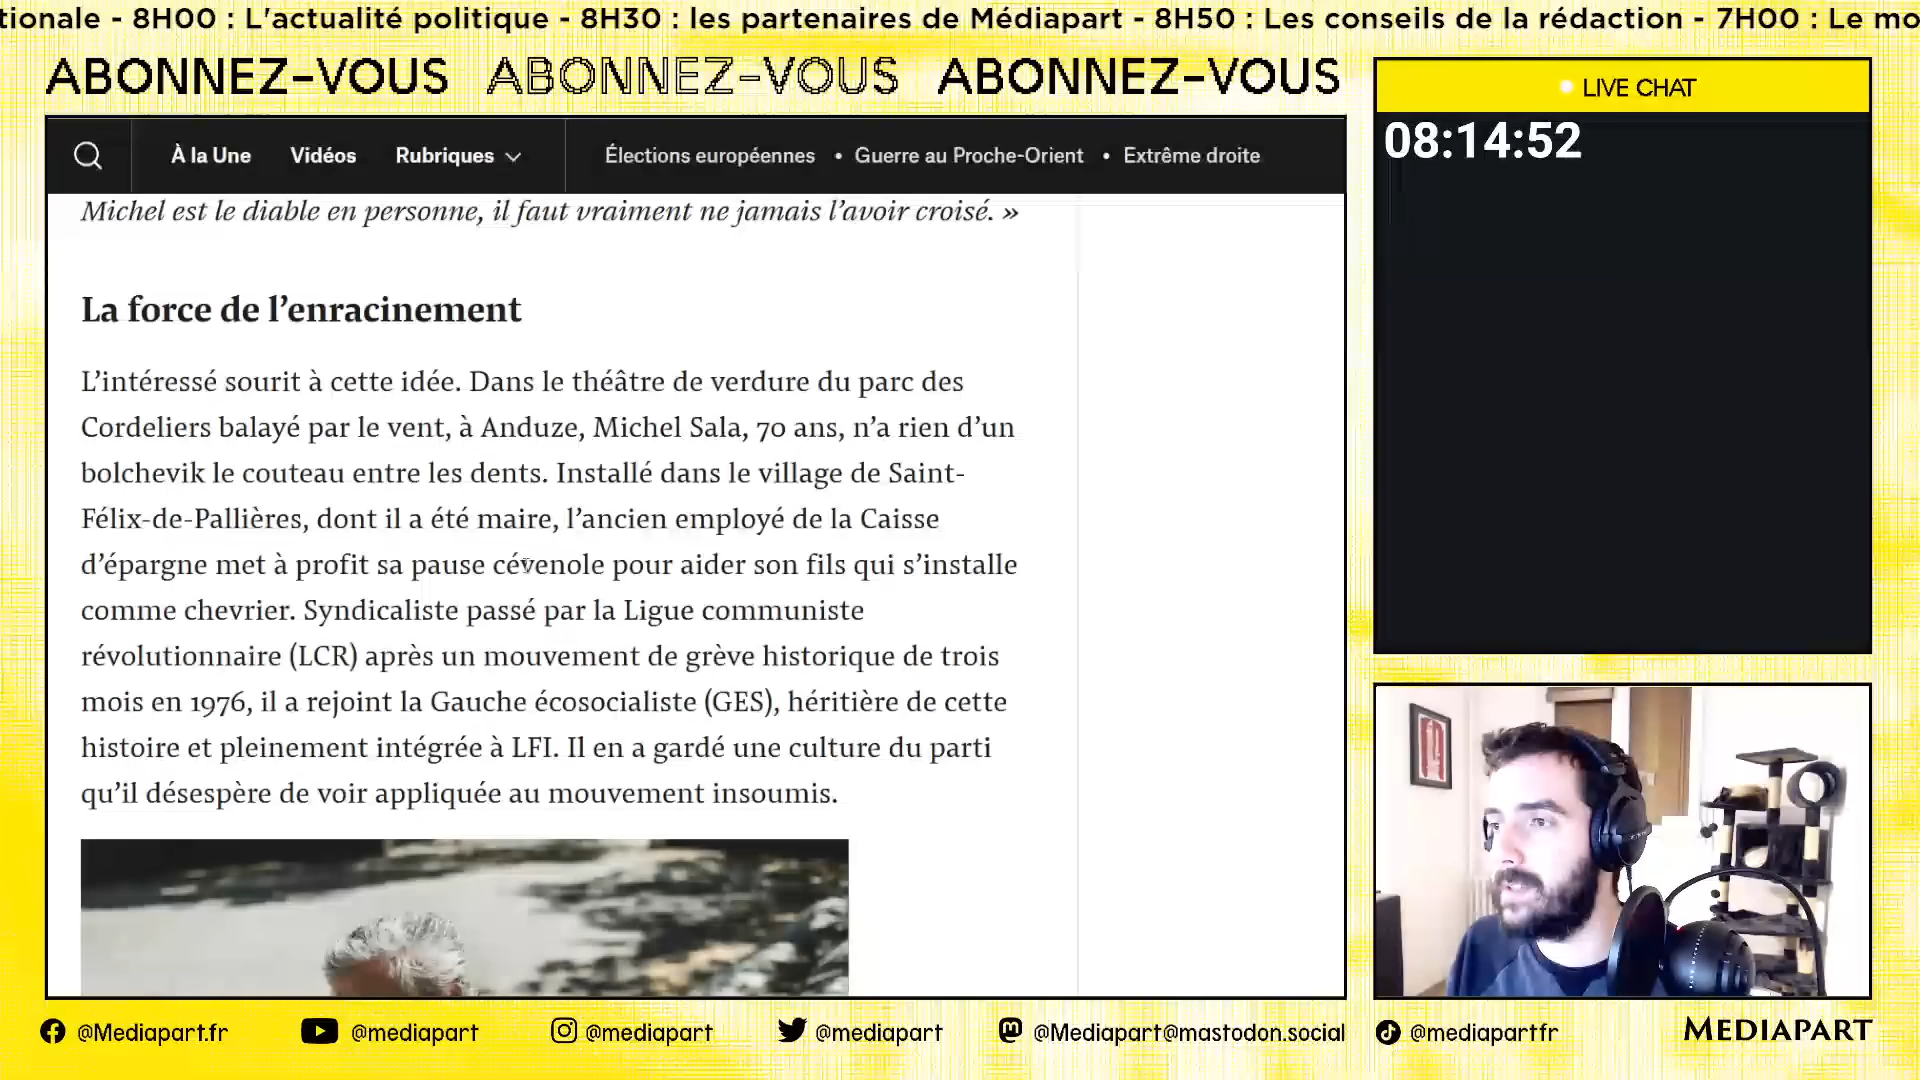 tionale - 8H00 : L'actualité politique - 8H30 : les partenaires de Médiapart - 8H50 : Les conseils de la rédaction - 7H00 : Le mo
ABONNEZ-VOUS ABONNEZ-VOUS ABONNEZ-VOUS
LIVE CHAT
08:14:52
À la Une Vidéos Rubriques Élections européennes • Guerre au Proche-Orient • Extrême droite
Michel est le diable en personne, il faut vraiment ne jamais l’avoir croisé. »
La force de l’enracinement
L’intéressé sourit à cette idée. Dans le théâtre de verdure du parc des
Cordeliers balayé par le vent, à Anduze, Michel Sala, 70 ans, n’a rien d’un
bolchevik le couteau entre les dents. Installé dans le village de Saint-
Félix-de-Pallières, dont il a été maire, l’ancien employé de la Caisse
d’épargne met à profit sa pause cévenole pour aider son fils qui s’installe
comme chevrier. Syndicaliste passé par la Ligue communiste
révolutionnaire (LCR) après un mouvement de grève historique de trois
mois en 1976, il a rejoint la Gauche écosocialiste (GES), héritière de cette
histoire et pleinement intégrée à LFI. Il en a gardé une culture du parti
qu’il désespère de voir appliquée au mouvement insoumis.
@Mediapart.fr @mediapart @mediapart @mediapart @Mediapart@mastodon.social @mediapartfr MEDIAPART